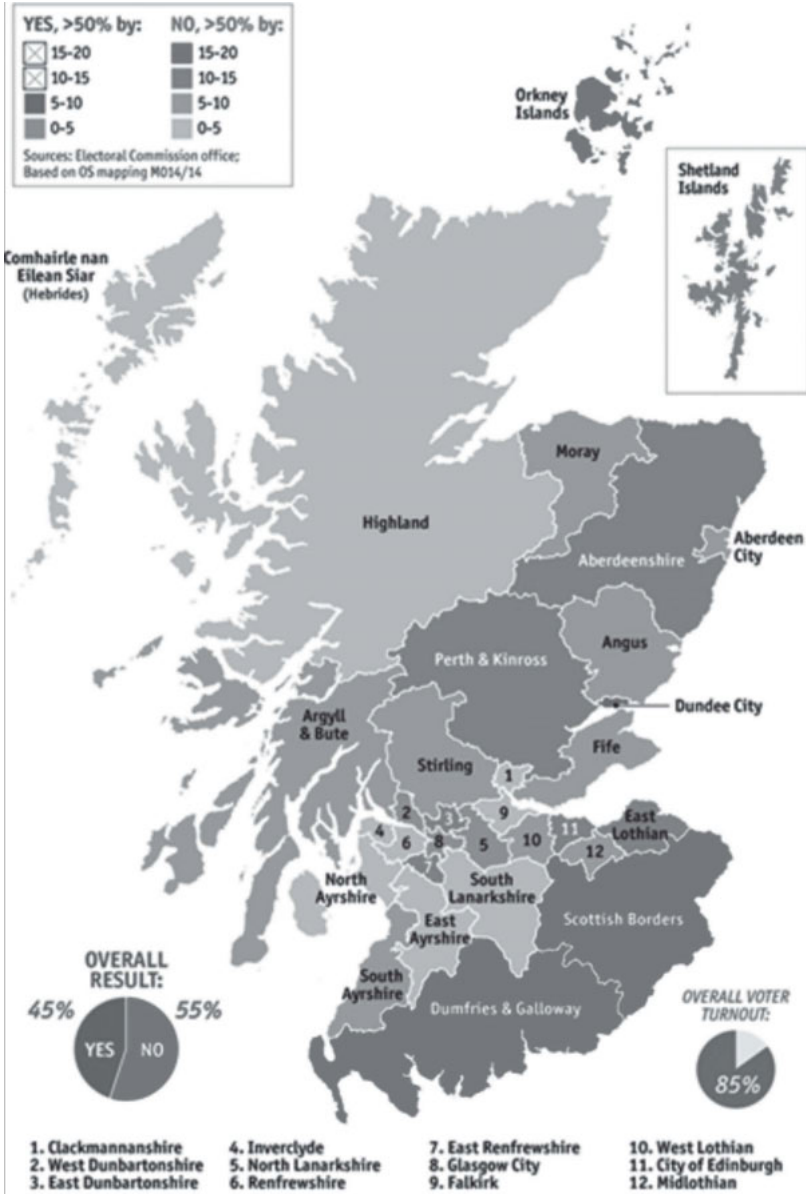 YES, >50% by:
15-20
10-15
5-10
0-5
NO, >50% by:
15-20
10-15
5-10
0-5
Sources: Electoral Commission office;
Based on OS mapping M014/14
Orkney
Islands
Shetland
Islands
Comhairle nan
Eilean Siar
(Hebrides)
Moray
Highland
Aberdeenshire
Aberdeen
City
Angus
Perth & Kinross
Dundee City
Argyll
& Bute
Fife
Stirling
1
2
3
9
East
Lothian
4
6
8
5
10
11
12
7
North
Ayrshire
South
Lanarkshire
East
Ayrshire
Scottish Borders
South
Ayrshire
Dumfries & Galloway
OVERALL
RESULT:
45%
55%
YES
NO
OVERALL VOTER
TURNOUT:
85%
1. Clackmannanshire
2. West Dunbartonshire
3. East Dunbartonshire
4. Inverclyde
5. North Lanarkshire
6. Renfrewshire
7. East Renfrewshire
8. Glasgow City
9. Falkirk
10. West Lothian
11. City of Edinburgh
12. Midlothian